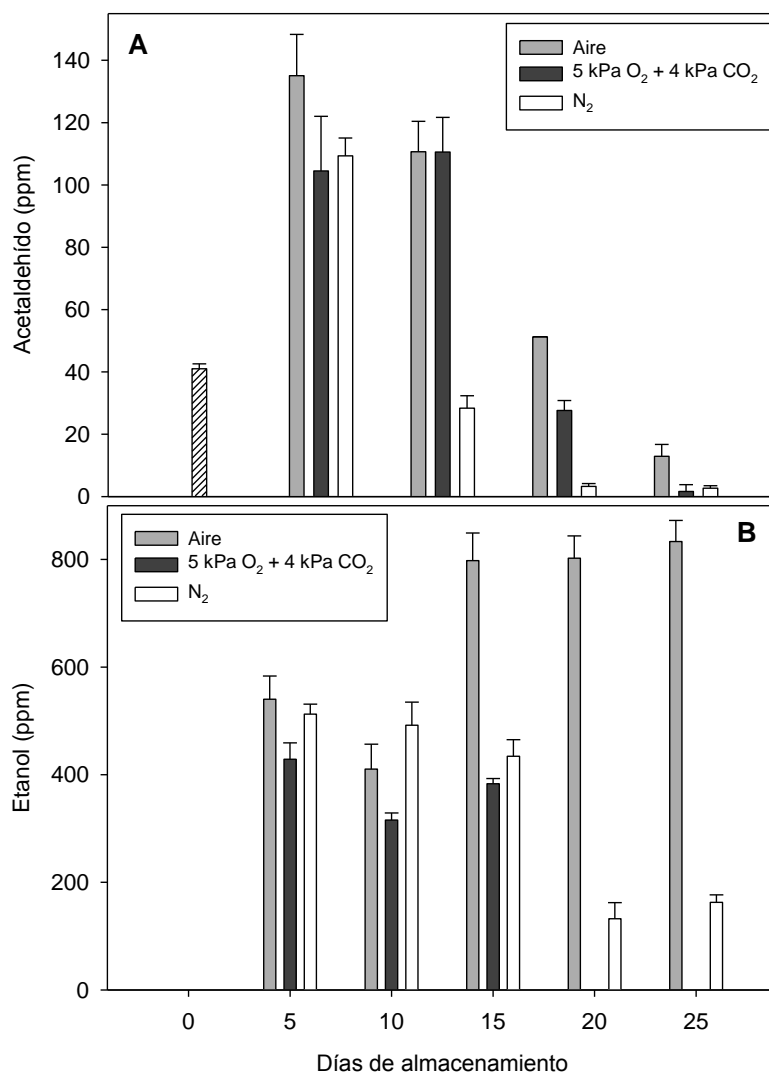 A
Aire
5 kPa O₂ + 4 kPa CO₂
N₂
140
120
100
80
60
40
20
0
Acetaldehído (ppm)
B
Aire
5 kPa O₂ + 4 kPa CO₂
N₂
800
600
400
200
0
Etanol (ppm)
0 5 10 15 20 25
Días de almacenamiento